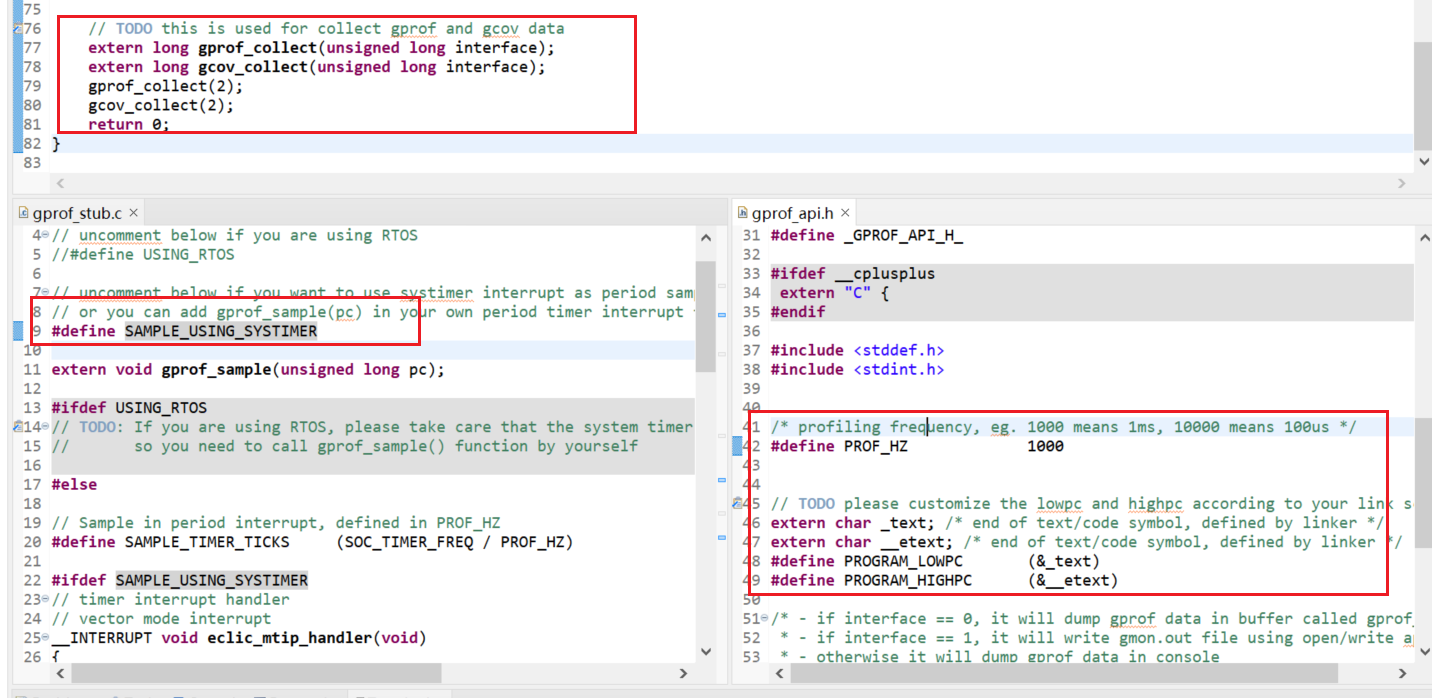 75
76 // TODO this is used for collect gprof and gcov data
77 extern long gprof_collect(unsigned long interface);
78 extern long gcov_collect(unsigned long interface);
79 gprof_collect(2);
80 gcov_collect(2);
81 return 0;
82 }
83
gprof_stub.c
4 // uncomment below if you are using RTOS
5 //#define USING_RTOS
6
7 // uncomment below if you want to use systimer interrupt as period sam
8 // or you can add gprof_sample(pc) in your own period timer interrupt
9 #define SAMPLE_USING_SYSTIMER
10
11 extern void gprof_sample(unsigned long pc);
12
13 #ifdef USING_RTOS
14 // TODO: If you are using RTOS, please take care that the system timer
15 // so you need to call gprof_sample() function by yourself
16
17 #else
18
19 // Sample in period interrupt, defined in PROF_HZ
20 #define SAMPLE_TIMER_TICKS (SOC_TIMER_FREQ / PROF_HZ)
21
22 #ifdef SAMPLE_USING_SYSTIMER
23 // timer interrupt handler
24 // vector mode interrupt
25 __INTERRUPT void eclic_mtip_handler(void)
26 {
gprof_api.h
31 #define _GPROF_API_H_
32
33 #ifdef __cplusplus
34 extern "C" {
35 #endif
36
37 #include <stddef.h>
38 #include <stdint.h>
39
40
41 /* profiling frequency, eg. 1000 means 1ms, 10000 means 100us */
42 #define PROF_HZ 1000
43
44
45 // TODO please customize the lowpc and highpc according to your link s
46 extern char _text; /* end of text/code symbol, defined by linker */
47 extern char __etext; /* end of text/code symbol, defined by linker */
48 #define PROGRAM_LOWPC (&_text)
49 #define PROGRAM_HIGHPC (&__etext)
50
51 /* - if interface == 0, it will dump gprof data in buffer called gprof_
52 * - if interface == 1, it will write gmon.out file using open/write a
53 * - otherwise it will dump gprof data in console